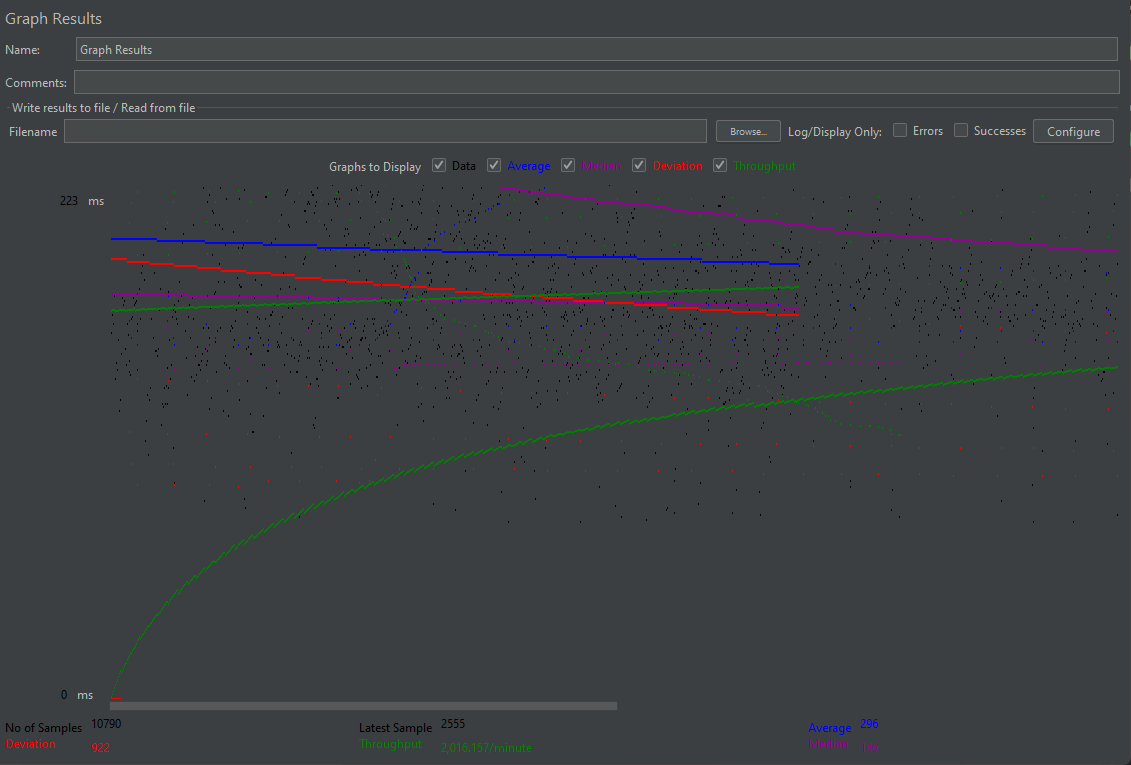 Graph Results
Name: Graph Results
Comments:
Write results to file / Read from file
Filename Browse... Log/Display Only: Errors Successes Configure
Graphs to Display Data Average Median Deviation Throughput
223 ms
0 ms
No of Samples 10790 Latest Sample 2555 Average 296
Deviation 922 Throughput 2,016.157/minute Median 146